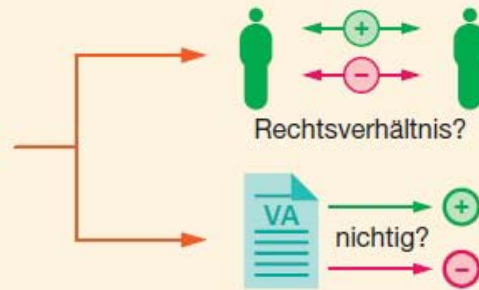 +
−
Rechtsverhältnis?
VA
+
nichtig?
−